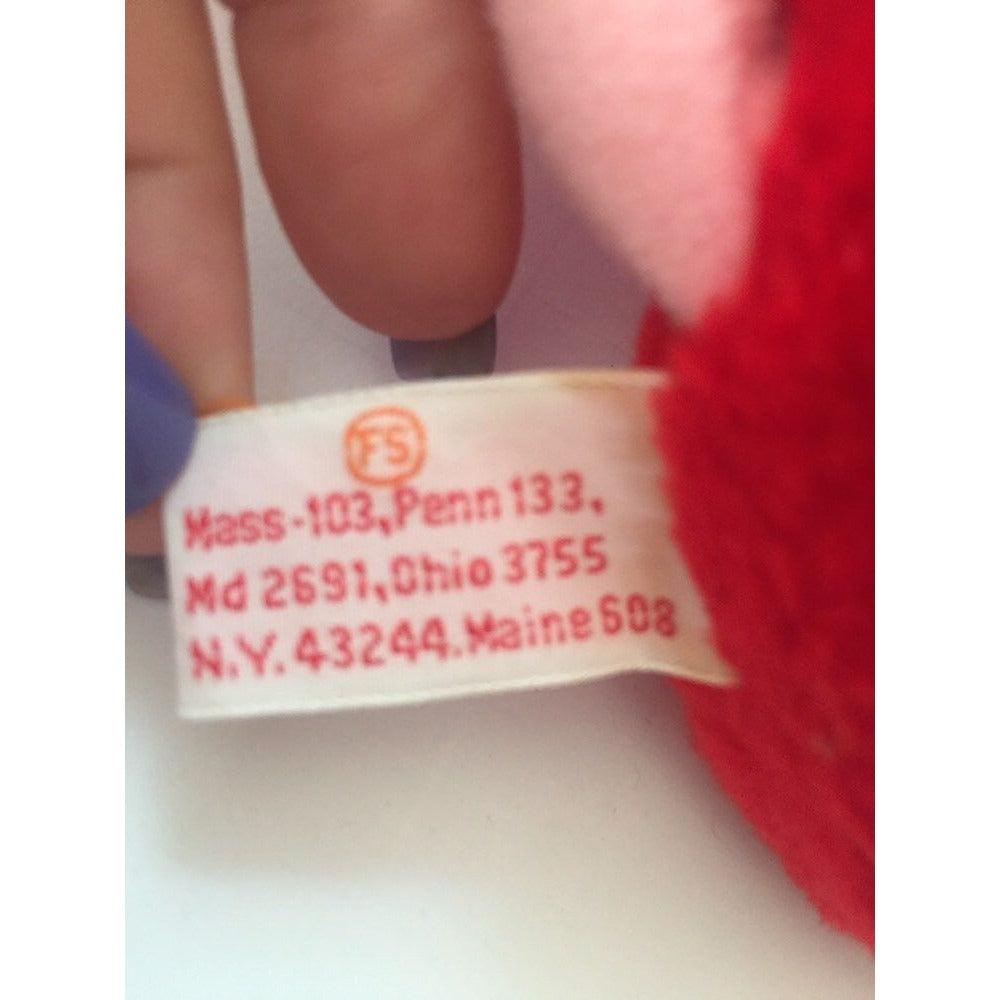 FS
Mass-103,Penn 133,
Md 2691,Ohio 3755
N.Y. 43244.Maine 608